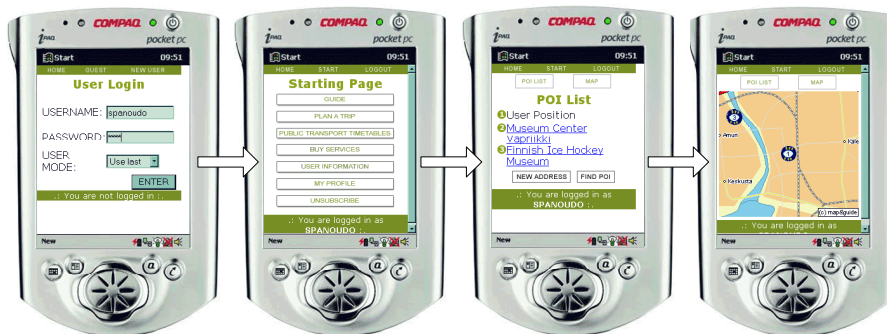 COMPAQ
iPAQ
pocket pc
Start 09:51
HOME GUEST NEW USER
User Login
USERNAME: spanoudo
PASSWORD: ****
USER
MODE: Use last
ENTER
.: You are not logged in :.
New
COMPAQ
iPAQ
pocket pc
Start 09:51
HOME START LOGOUT
Starting Page
GUIDE
PLAN A TRIP
PUBLIC TRANSPORT TIMETABLES
BUY SERVICES
USER INFORMATION
MY PROFILE
UNSUBSCRIBE
.: You are logged in as
SPANOUDO :.
New
COMPAQ
iPAQ
pocket pc
Start 09:51
HOME START LOGOUT
POI LIST MAP
POI List
1 User Position
2 Museum Center
Vapriikki
3 Finnish Ice Hockey
Museum
NEW ADDRESS FIND POI
.: You are logged in as
SPANOUDO :.
New
COMPAQ
iPAQ
pocket pc
Start 09:51
HOME START LOGOUT
POI LIST MAP
Amuri
Kale
Keskusta
(c) map&guide
.: You are logged in as
New